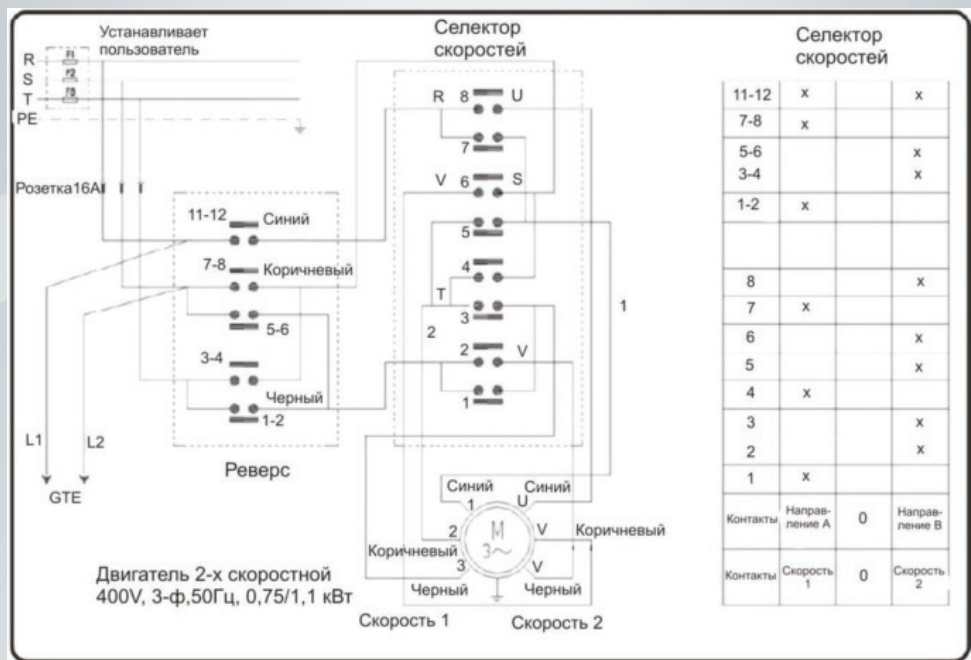 Устанавливает
пользователь
R
F1
S
F2
T
PE
Розетка16А
11-12
Синий
7-8
Коричневый
5-6
3-4
Черный
1-2
Реверс
L1
L2
GTE
Селектор
скоростей
R 8 U
7
V 6 S
5
4
T
3
2
2 V
1
1
Синий
Синий
1
U
2
M
3~
V
Коричневый
Коричневый
3
V
Черный
Черный
Скорость 1
Скорость 2
Двигатель 2-х скоростной
400V, 3-ф,50Гц, 0,75/1,1 кВт
Селектор
скоростей
11-12 x x
7-8 x
5-6 x
3-4 x
1-2 x
8 x
7 x
6 x
5 x
4 x
3 x
2 x
1 x
Контакты Направ-
ление А 0 Направ-
ление В
Контакты Скорость
1 0 Скорость
2